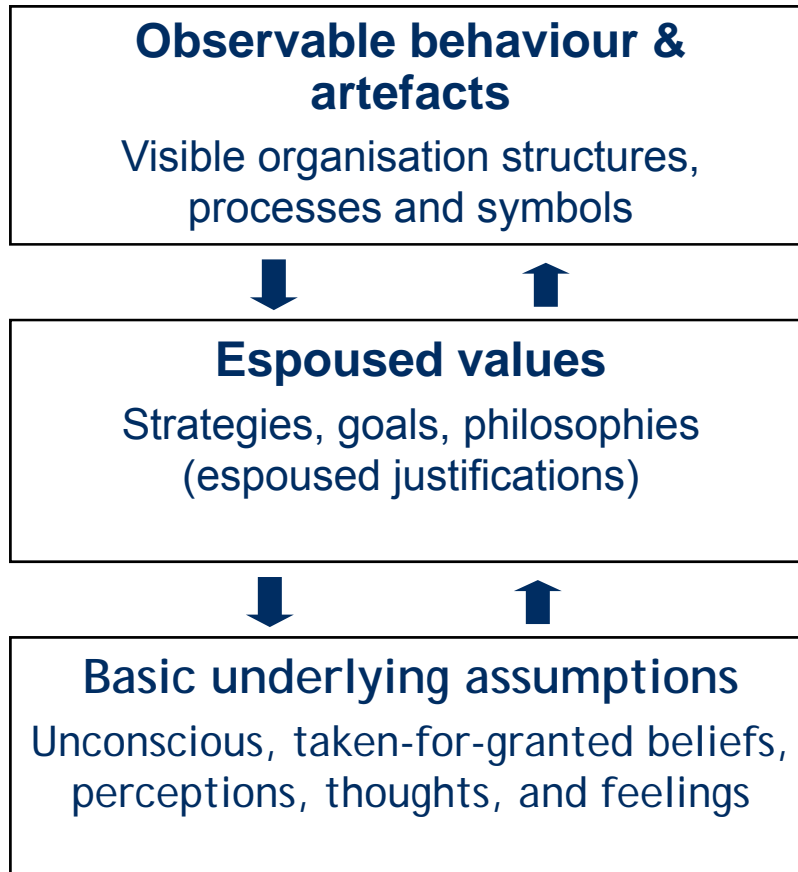 Observable behaviour &
artefacts
Visible organisation structures,
processes and symbols
Espoused values
Strategies, goals, philosophies
(espoused justifications)
Basic underlying assumptions
Unconscious, taken-for-granted beliefs,
perceptions, thoughts, and feelings